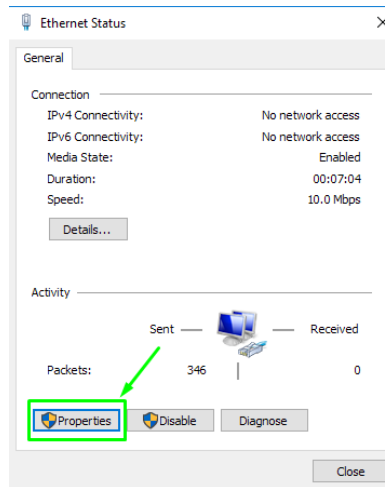 Ethernet Status
General
Connection
IPv4 Connectivity: No network access
IPv6 Connectivity: No network access
Media State: Enabled
Duration: 00:07:04
Speed: 10.0 Mbps
Details...
Activity
Sent Received
Packets: 346 0
Properties Disable Diagnose
Close